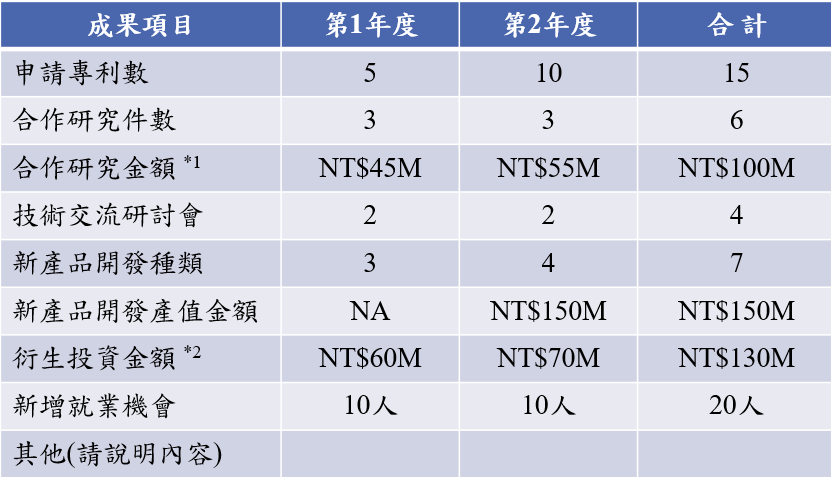 成果項目 第1年度 第2年度 合計
申請專利數 5 10 15
合作研究件數 3 3 6
合作研究金額 *1 NT$45M NT$55M NT$100M
技術交流研討會 2 2 4
新產品開發種類 3 4 7
新產品開發產值金額 NA NT$150M NT$150M
衍生投資金額 *2 NT$60M NT$70M NT$130M
新增就業機會 10人 10人 20人
其他(請說明內容)